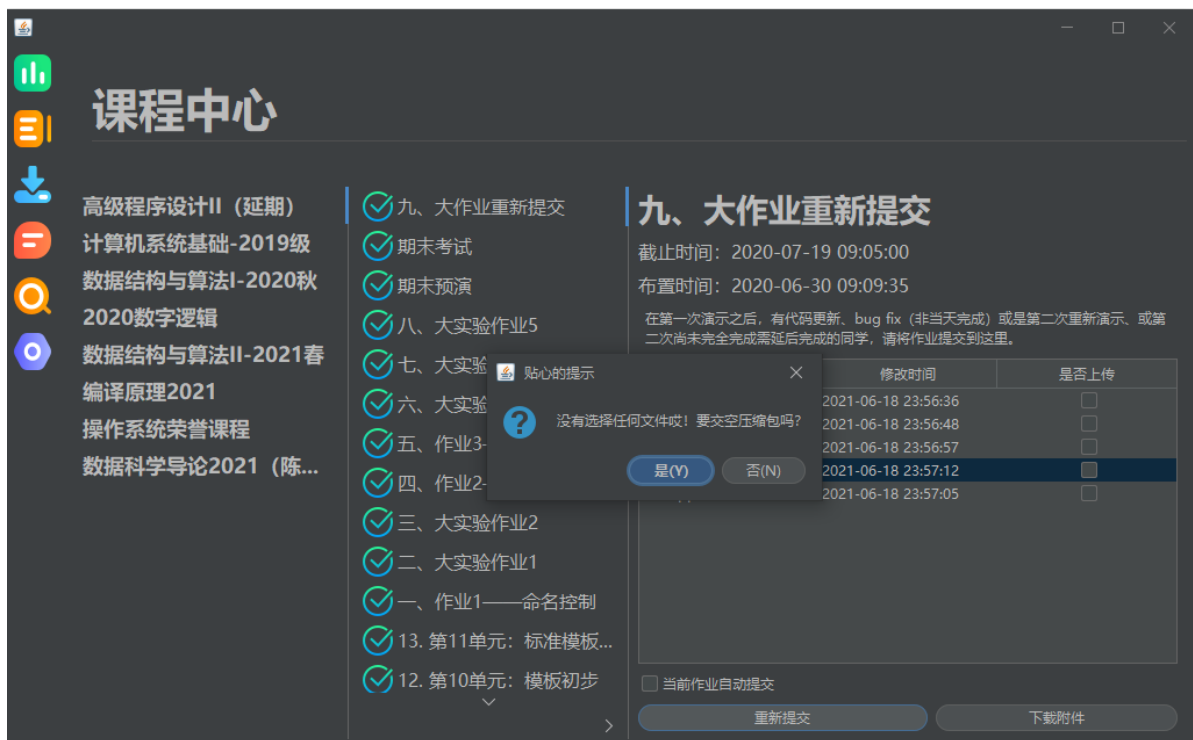 课程中心
高级程序设计II（延期）
计算机系统基础-2019级
数据结构与算法I-2020秋
2020数字逻辑
数据结构与算法II-2021春
编译原理2021
操作系统荣誉课程
数据科学导论2021（陈...
九、大作业重新提交
期末考试
期末预演
八、大实验作业5
七、大实验
六、大实验
五、作业3-
四、作业2-
三、大实验作业2
二、大实验作业1
一、作业1——命名控制
13. 第11单元：标准模板...
12. 第10单元：模板初步
九、大作业重新提交
截止时间：2020-07-19 09:05:00
布置时间：2020-06-30 09:09:35
在第一次演示之后，有代码更新、bug fix（非当天完成）或是第二次重新演示、或第
二次尚未完全完成需延后完成的同学，请将作业提交到这里。
修改时间 是否上传
2021-06-18 23:56:36
2021-06-18 23:56:48
2021-06-18 23:56:57
2021-06-18 23:57:12
2021-06-18 23:57:05
贴心的提示
没有选择任何文件哎！要交空压缩包吗？
是(Y) 否(N)
当前作业自动提交
重新提交 下载附件